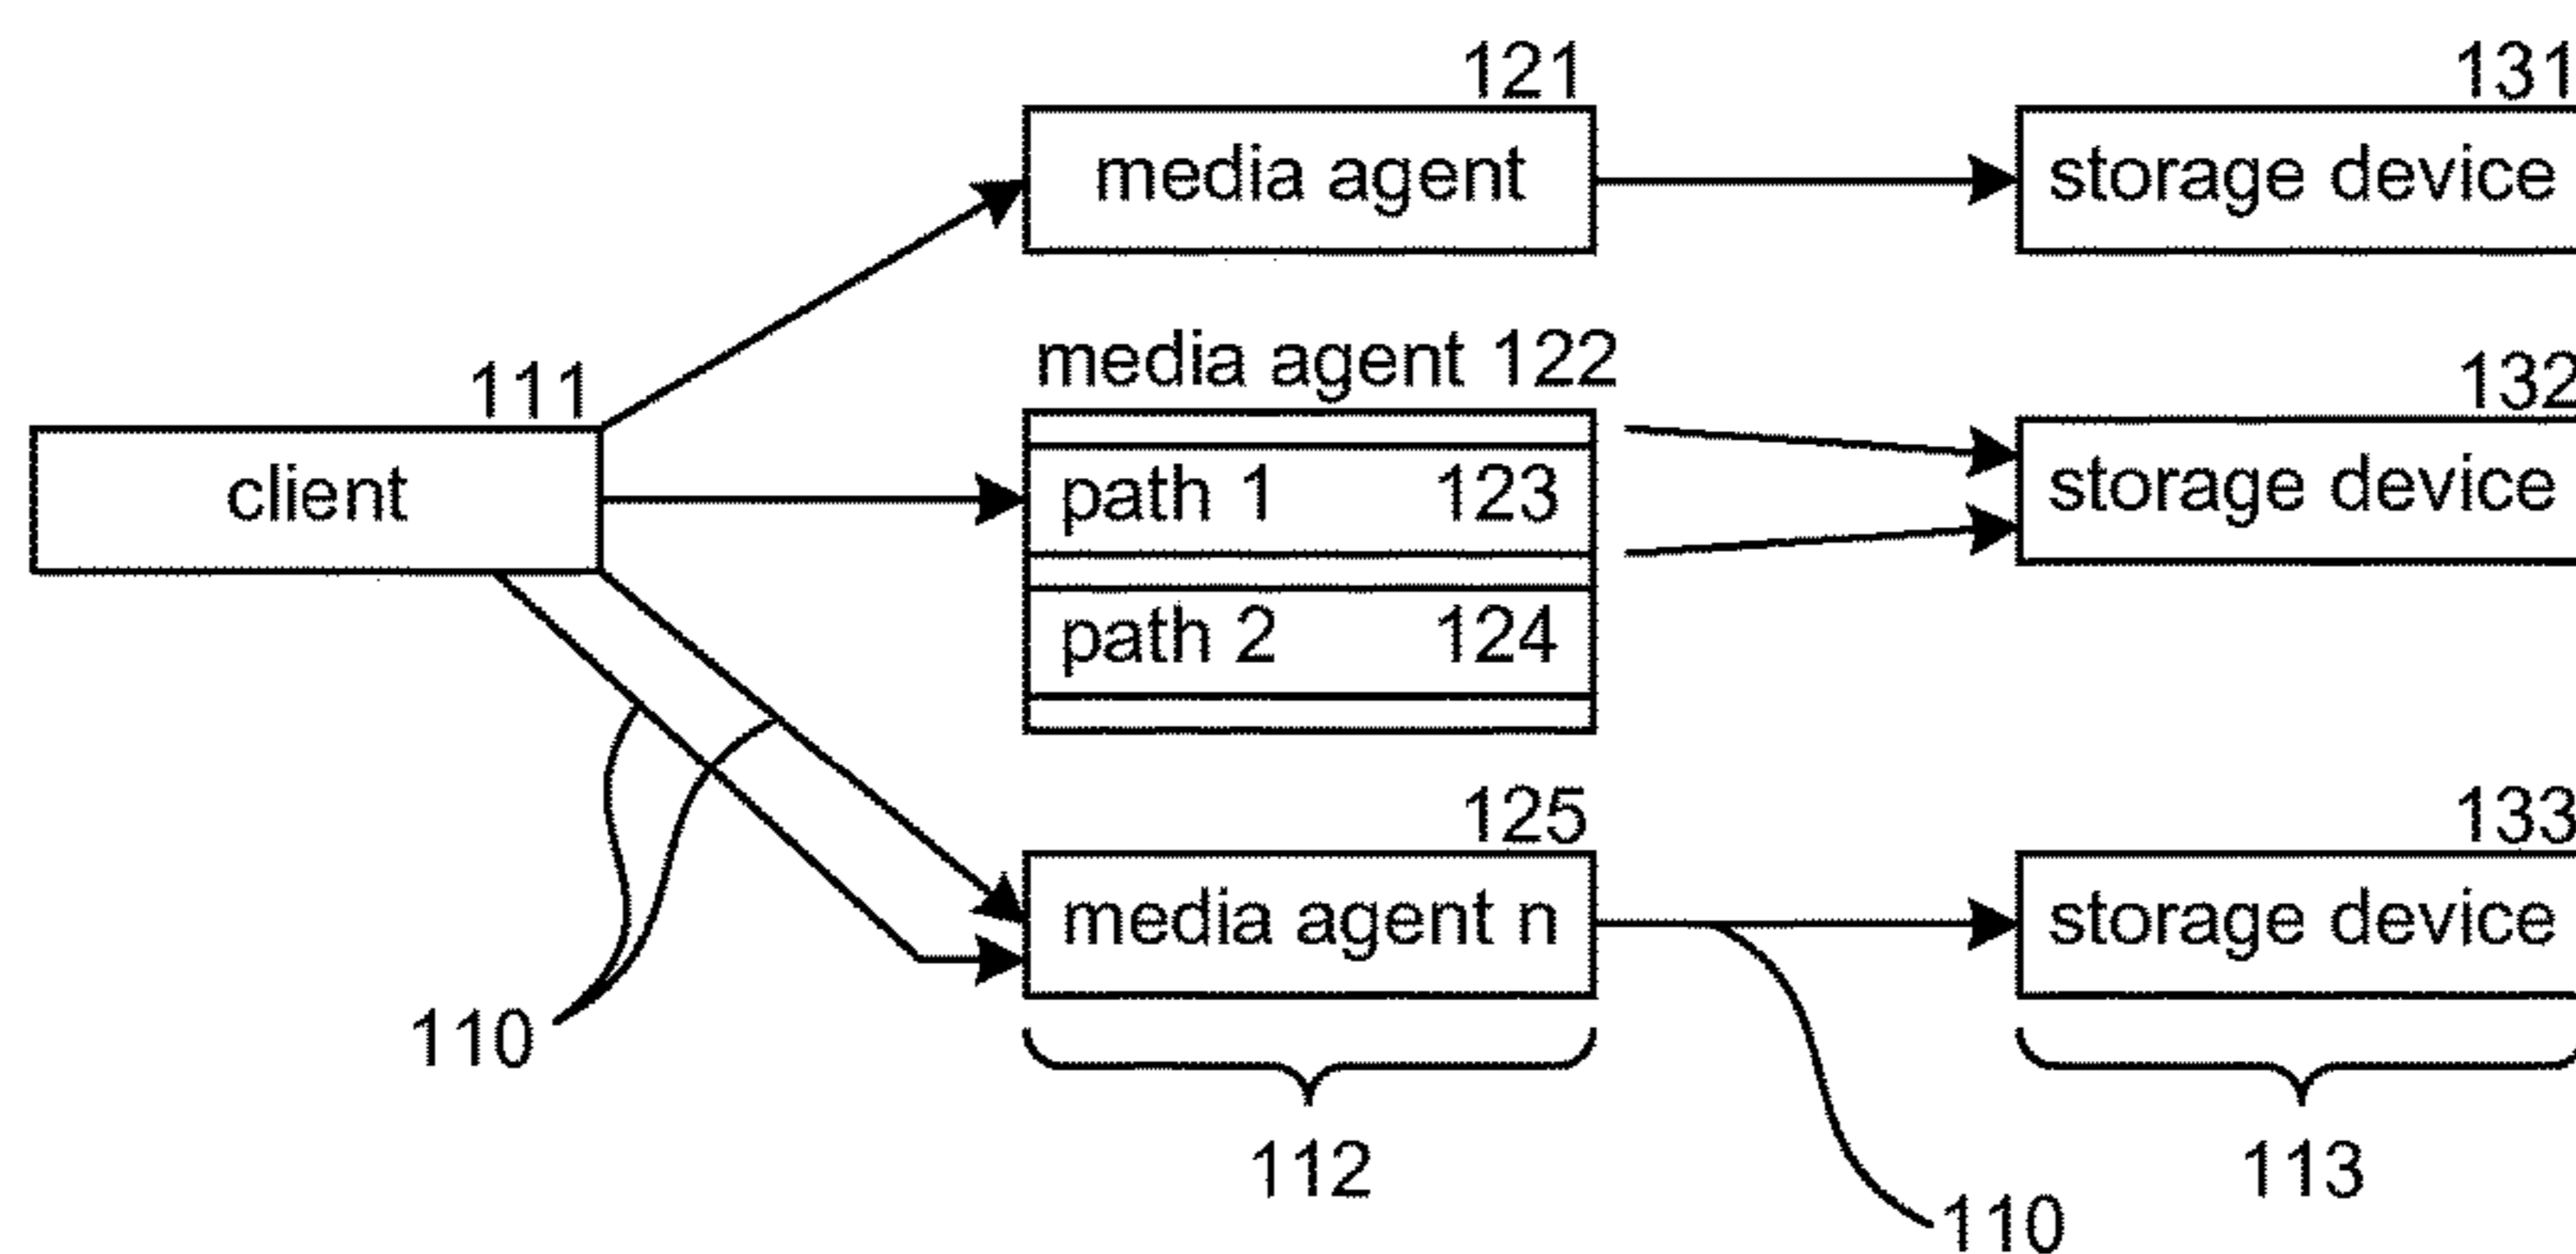 121
131
media agent
storage device
media agent 122
111
132
client
path 1 123
storage device
path 2 124
125
133
media agent n
storage device
110
112
113
110